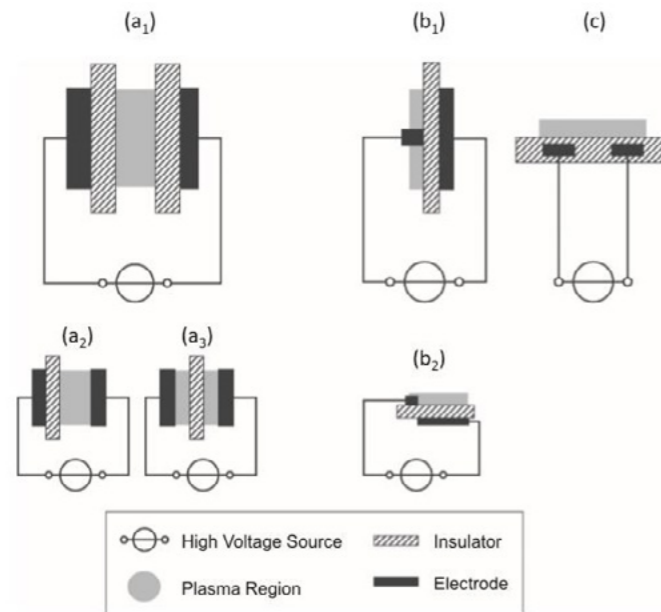 (a1) (b1) (c)
(a2) (a3) (b2)
High Voltage Source Insulator
Plasma Region Electrode